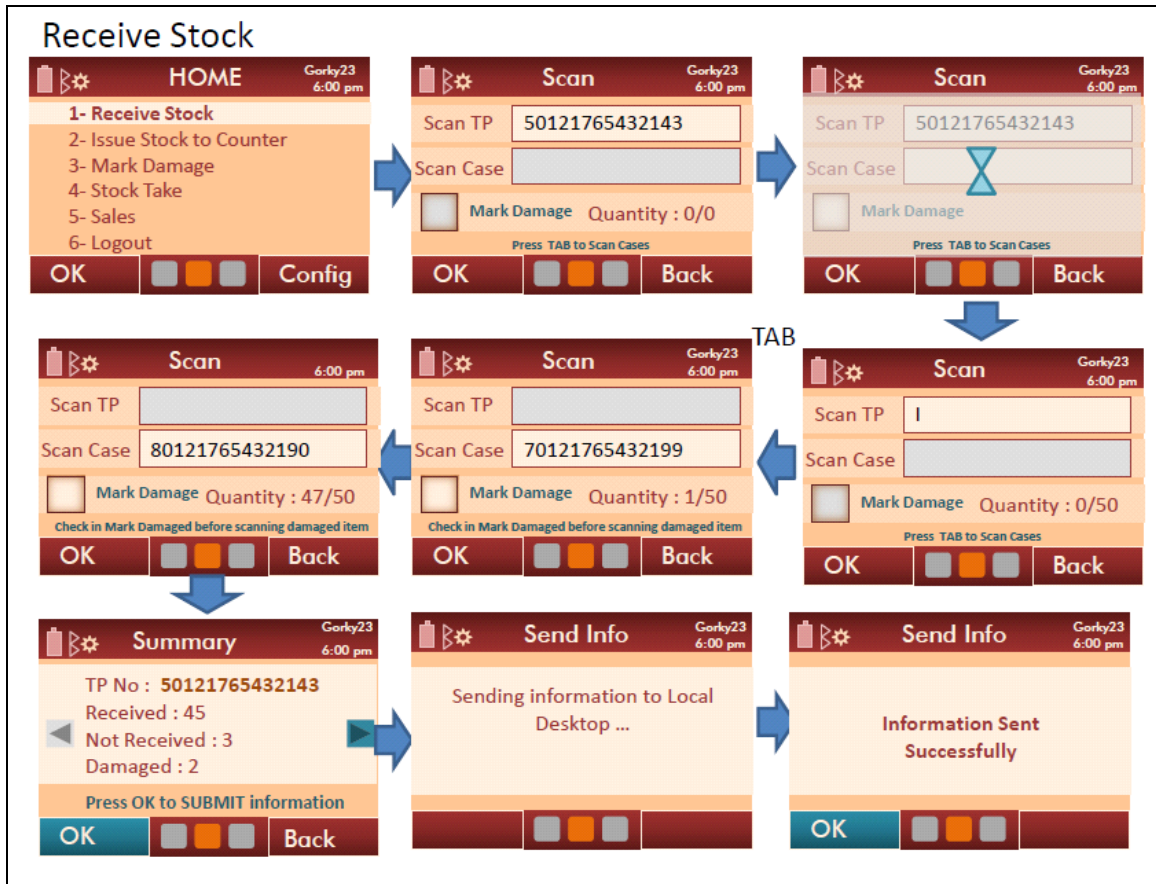 Receive Stock
HOME
Gorky23
6:00 pm
1- Receive Stock
2- Issue Stock to Counter
3- Mark Damage
4- Stock Take
5- Sales
6- Logout
OK
Config
Scan
Gorky23
6:00 pm
Scan TP
50121765432143
Scan Case
Mark Damage
Quantity : 0/0
Press TAB to Scan Cases
OK
Back
Scan
Gorky23
6:00 pm
Scan TP
50121765432143
Scan Case
Mark Damage
Press TAB to Scan Cases
OK
Back
TAB
Scan
Gorky23
6:00 pm
Scan TP
I
Scan Case
Mark Damage
Quantity : 0/50
Press TAB to Scan Cases
OK
Back
Scan
Gorky23
6:00 pm
Scan TP
Scan Case
70121765432199
Mark Damage
Quantity : 1/50
Check in Mark Damaged before scanning damaged item
OK
Back
Scan
6:00 pm
Scan TP
Scan Case
80121765432190
Mark Damage
Quantity : 47/50
Check in Mark Damaged before scanning damaged item
OK
Back
Summary
Gorky23
6:00 pm
TP No : 50121765432143
Received : 45
Not Received : 3
Damaged : 2
Press OK to SUBMIT information
OK
Back
Send Info
Gorky23
6:00 pm
Sending information to Local
Desktop ...
Send Info
Gorky23
6:00 pm
Information Sent
Successfully
OK